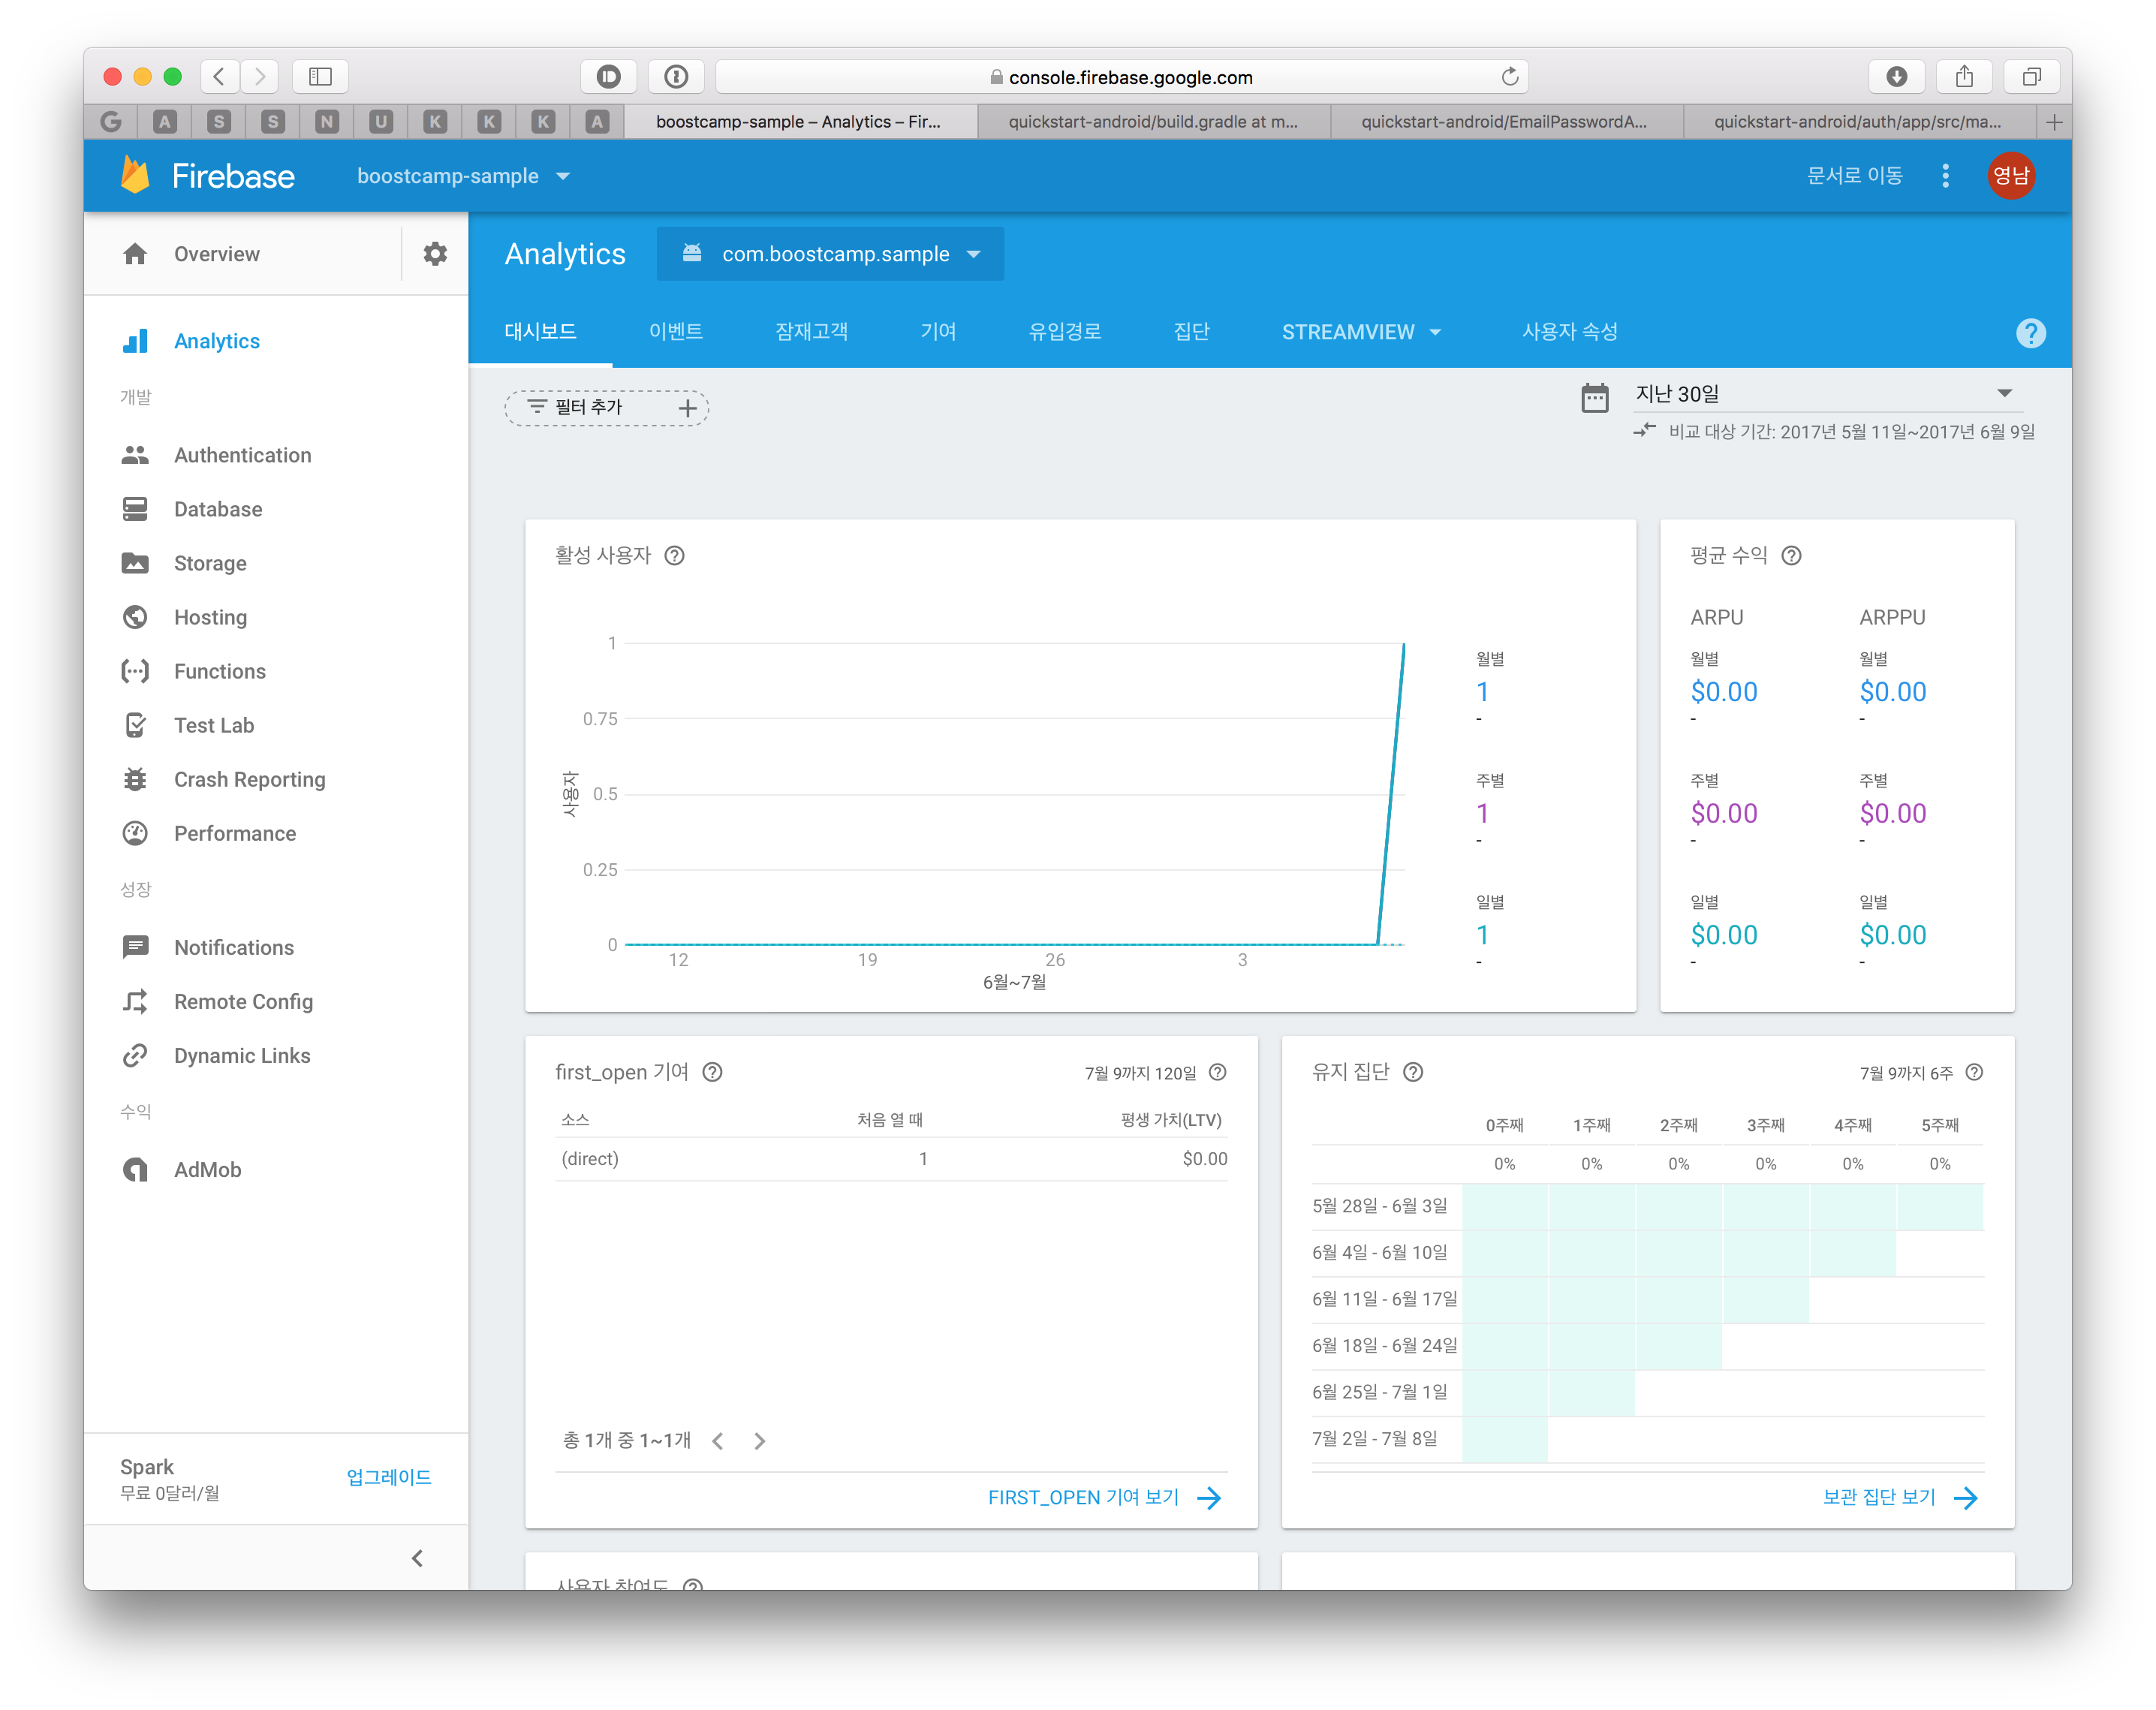 console.firebase.google.com
G A S S N U K K K A boostcamp-sample – Analytics – Fir... quickstart-android/build.gradle at m... quickstart-android/EmailPasswordA... quickstart-android/auth/app/src/ma...
Firebase boostcamp-sample 문서로 이동 영남
Overview
Analytics
개발
Authentication
Database
Storage
Hosting
Functions
Test Lab
Crash Reporting
Performance
성장
Notifications
Remote Config
Dynamic Links
수익
AdMob
Spark
무료 0달러/월
업그레이드
Analytics com.boostcamp.sample
대시보드 이벤트 잠재고객 기여 유입경로 집단 STREAMVIEW 사용자 속성
필터 추가
지난 30일
비교 대상 기간: 2017년 5월 11일~2017년 6월 9일
활성 사용자
1
0.75
0.5
0.25
0
사용자
12 19 26 3
6월~7월
월별
1
-
주별
1
-
일별
1
-
평균 수익
ARPU ARPPU
월별 월별
$0.00 $0.00
- -
주별 주별
$0.00 $0.00
- -
일별 일별
$0.00 $0.00
- -
first_open 기여 7월 9까지 120일
소스 처음 열 때 평생 가치(LTV)
(direct) 1 $0.00
총 1개 중 1~1개
FIRST_OPEN 기여 보기
유지 집단 7월 9까지 6주
0주째 1주째 2주째 3주째 4주째 5주째
0% 0% 0% 0% 0% 0%
5월 28일 - 6월 3일
6월 4일 - 6월 10일
6월 11일 - 6월 17일
6월 18일 - 6월 24일
6월 25일 - 7월 1일
7월 2일 - 7월 8일
보관 집단 보기
사용자 참여도